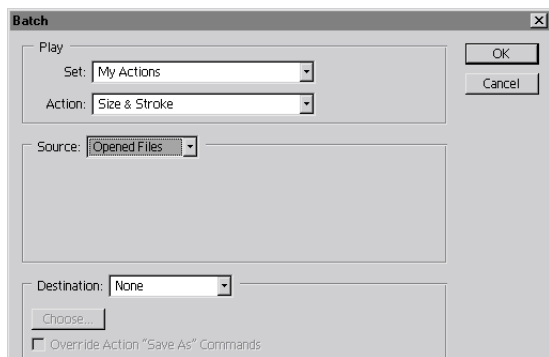 Batch
Play
OK
Set: My Actions
Cancel
Action: Size & Stroke
Source: Opened Files
Destination: None
Choose...
Override Action "Save As" Commands